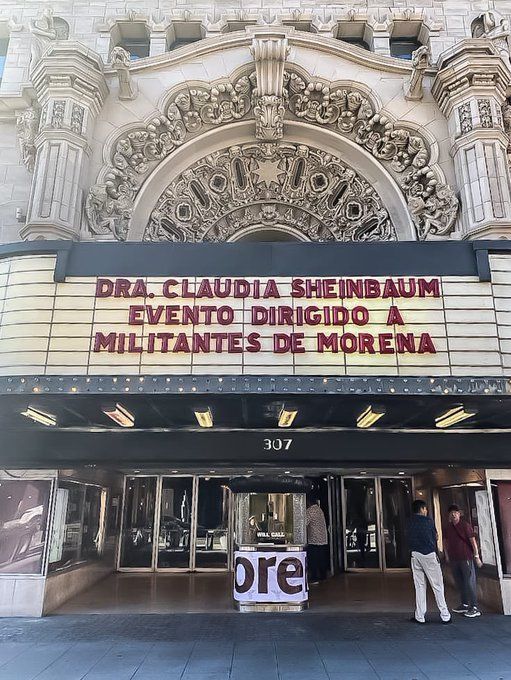 DRA. CLAUDIA SHEINBAUM
EVENTO DIRIGIDO A
MILITANTES DE MORENA
307
WILL CALL
ore